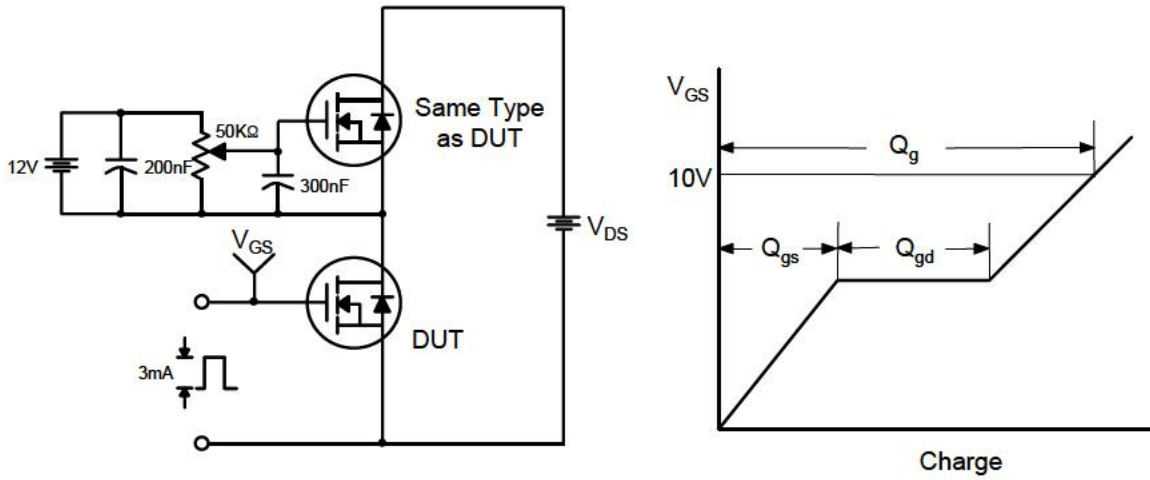 12V
200nF
50KΩ
300nF
Same Type
as DUT
V_DS
V_GS
DUT
3mA
V_GS
10V
Q_g
Q_gs
Q_gd
Charge